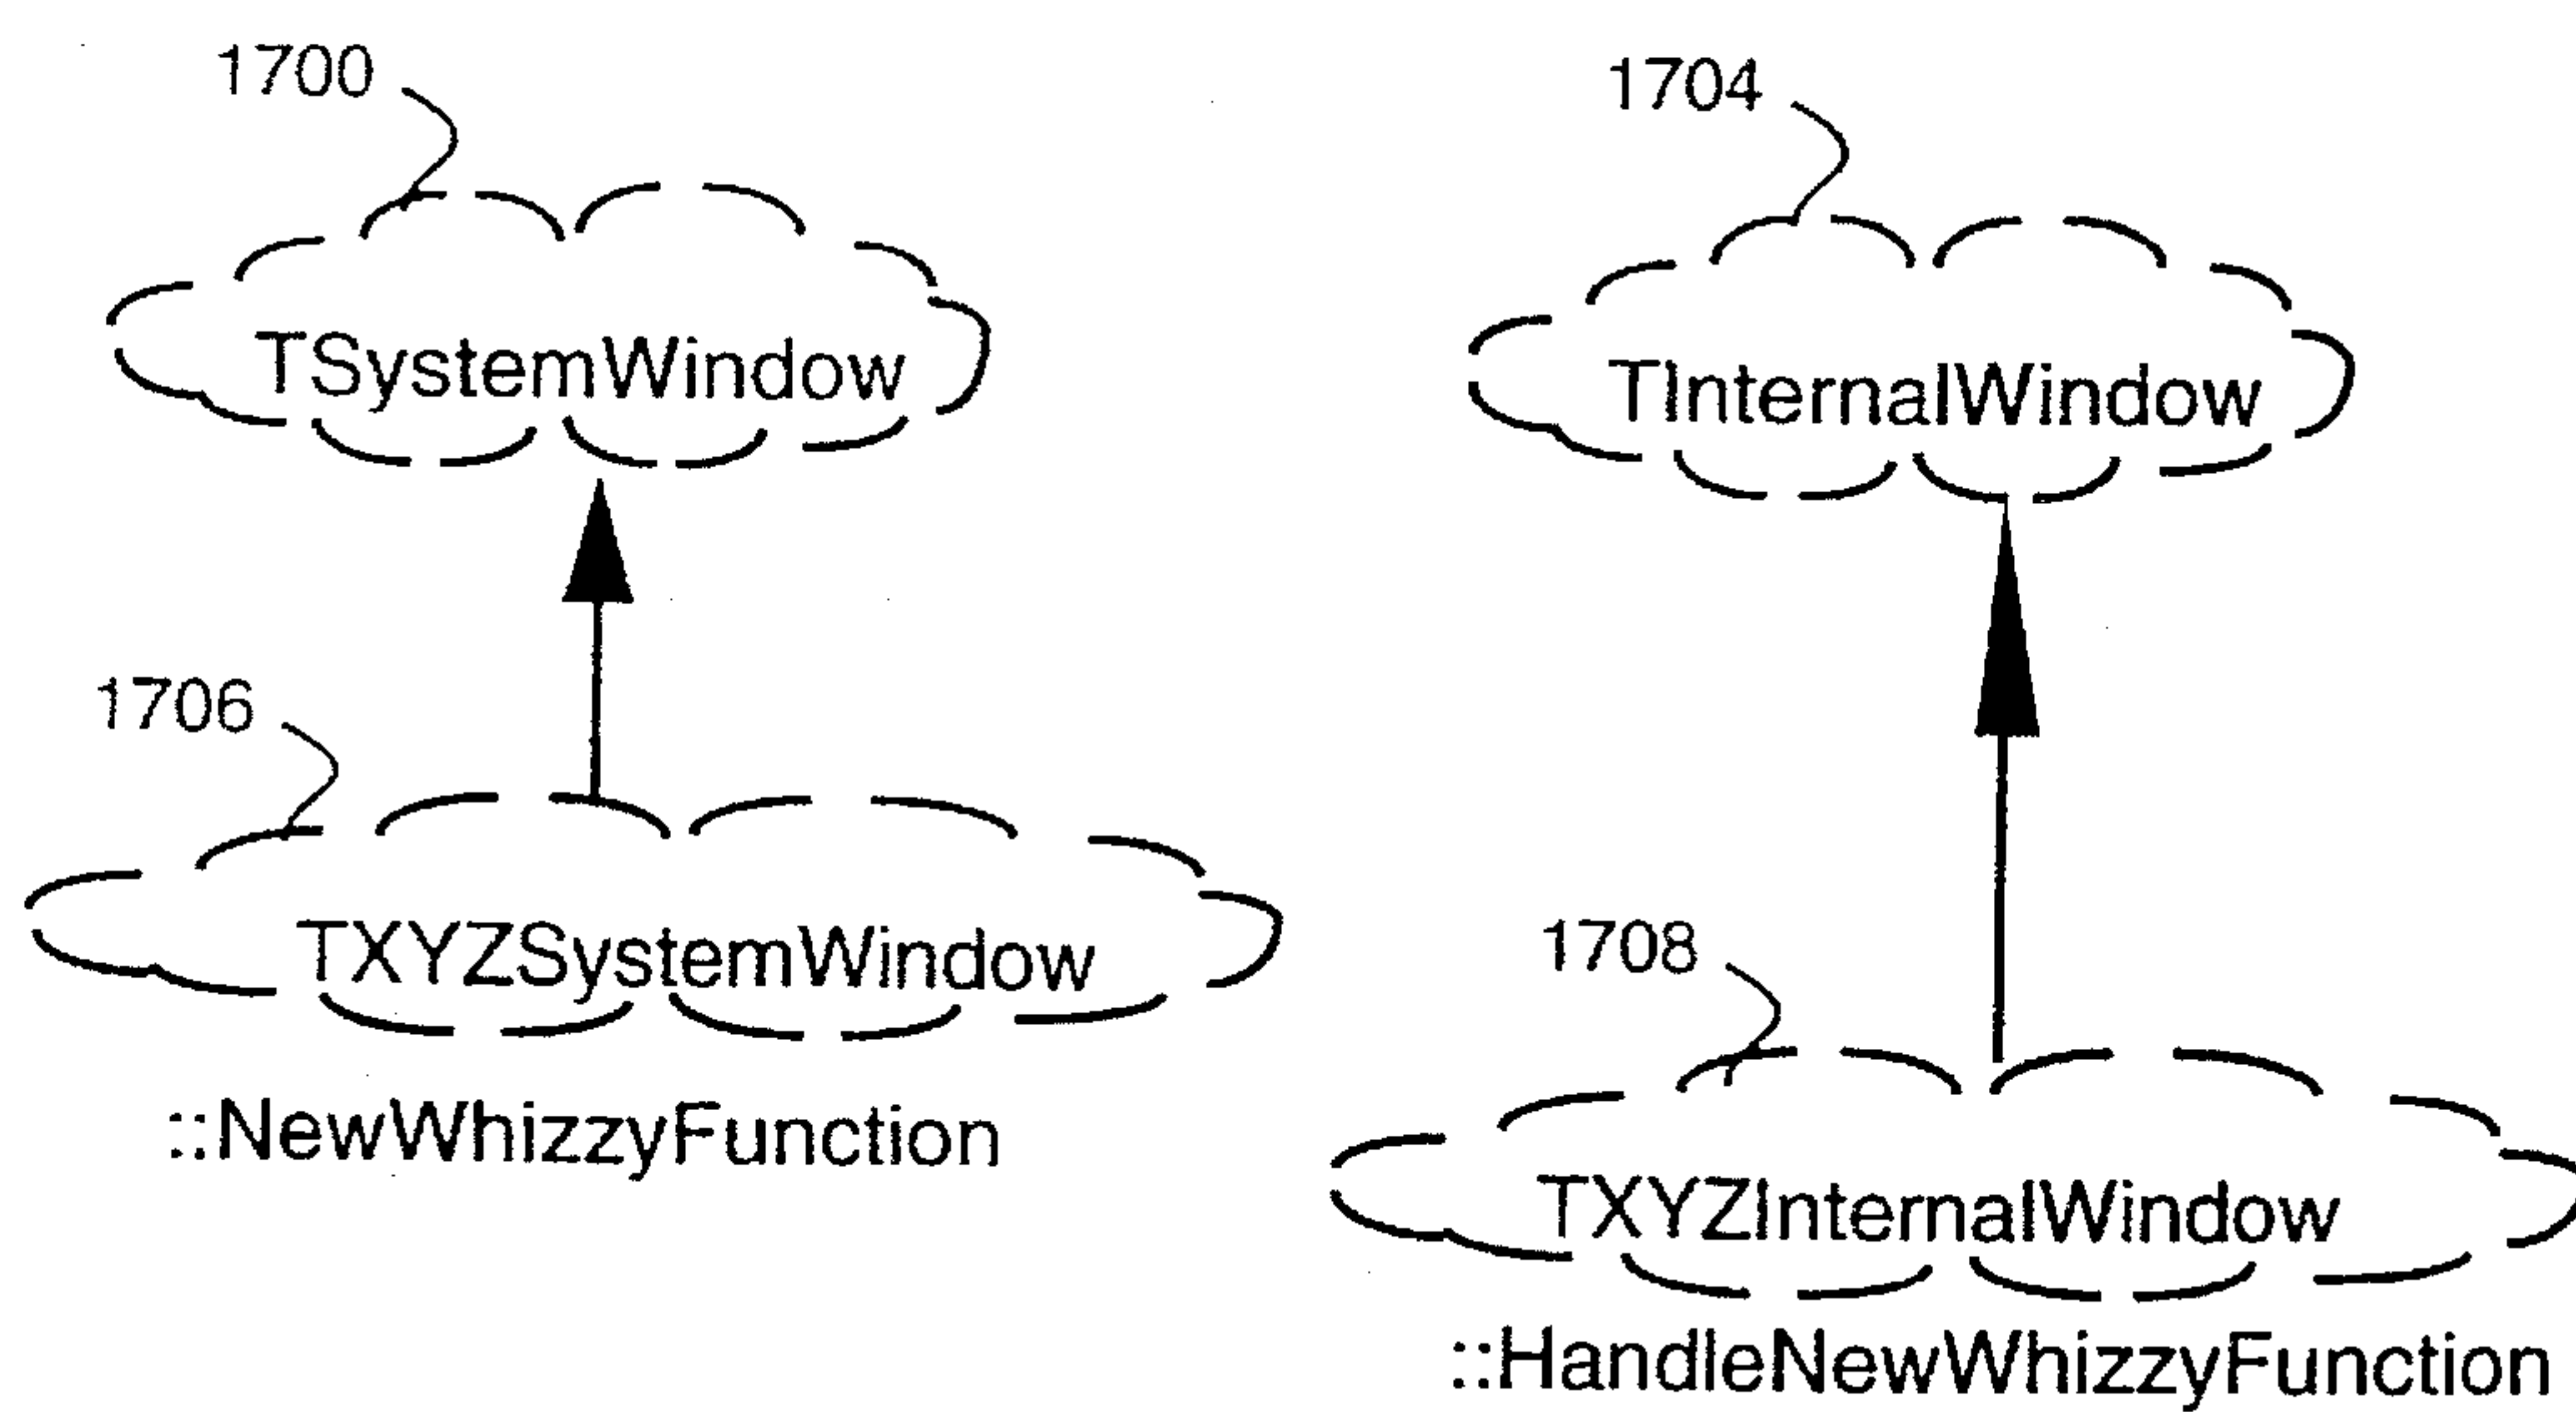 1700
1704
TSystemWindow
TInternalWindow
1706
TXYZSystemWindow
1708
::NewWhizzyFunction
TXYZInternalWindow
::HandleNewWhizzyFunction